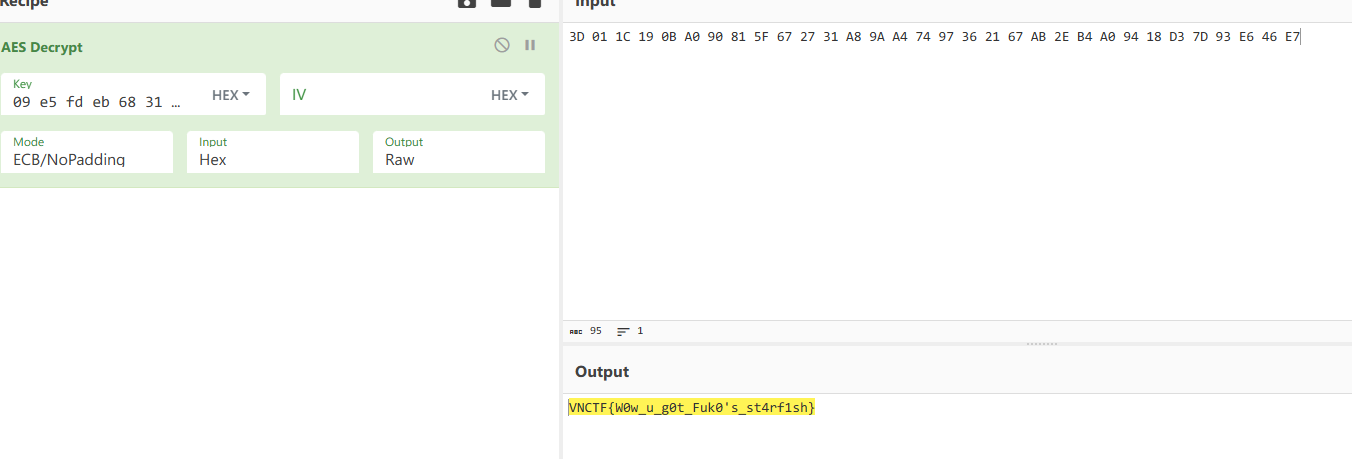 Recipe
Input
AES Decrypt
Key
09 e5 fd eb 68 31 …
HEX
IV
HEX
Mode
ECB/NoPadding
Input
Hex
Output
Raw
3D 01 1C 19 0B A0 90 81 5F 67 27 31 A8 9A A4 74 97 36 21 67 AB 2E B4 A0 94 18 D3 7D 93 E6 46 E7
ABC 95 1
Output
VNCTF{W0w_u_g0t_Fuk0's_st4rf1sh}